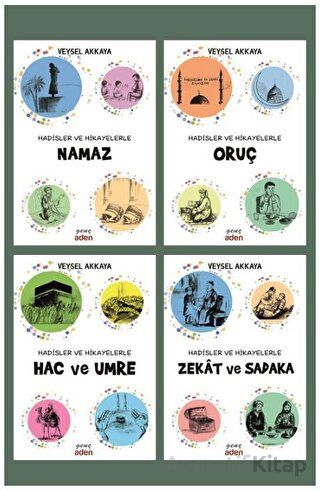 VEYSEL AKKAYA
HADİSLER VE HİKAYELERLE
NAMAZ
genç
aden
VEYSEL AKKAYA
HADİSLER VE HİKAYELERLE
ORUÇ
genç
aden
VEYSEL AKKAYA
HADİSLER VE HİKAYELERLE
HAC ve UMRE
genç
aden
VEYSEL AKKAYA
HADİSLER VE HİKAYELERLE
ZEKÂT ve SADAKA
genç
aden
Kitap